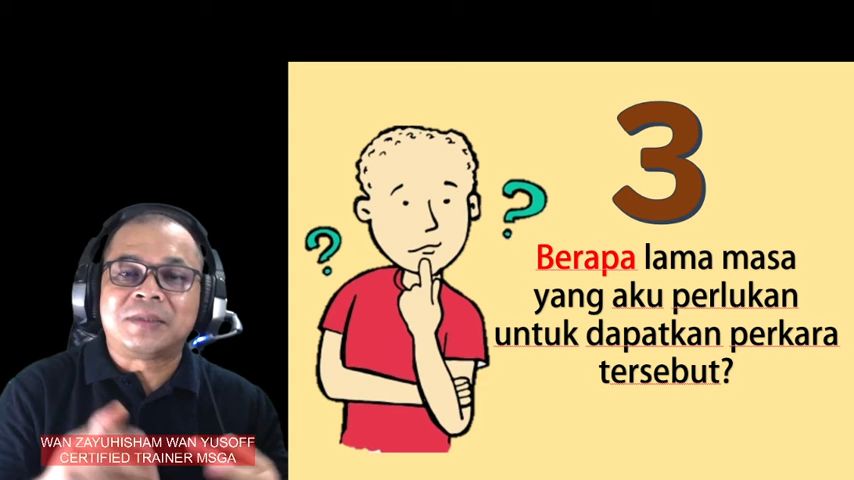 3
Berapa lama masa
yang aku perlukan
untuk dapatkan perkara
tersebut?
WAN ZAYUHISHAM WAN YUSOFF
CERTIFIED TRAINER MSGA